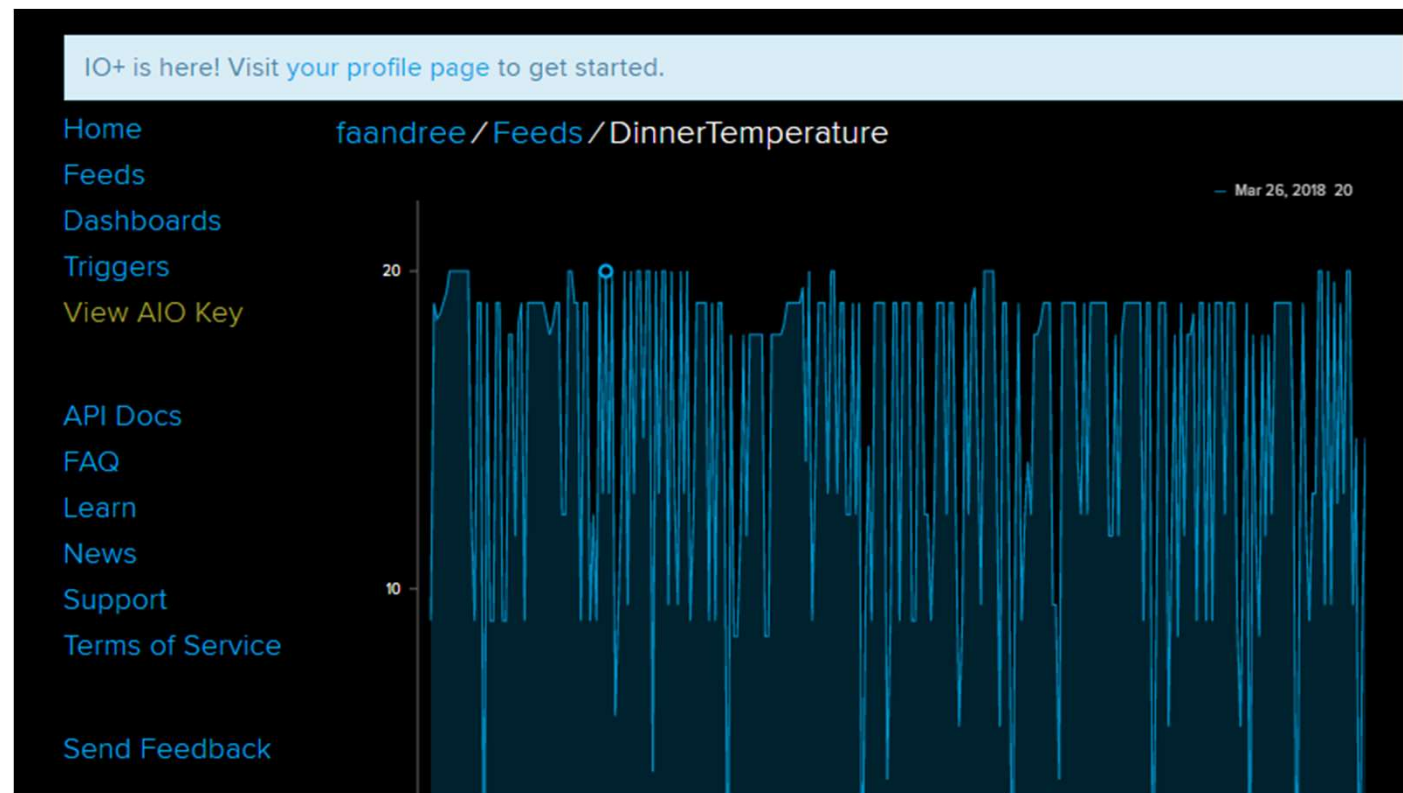 IO+ is here! Visit your profile page to get started.
Home
Feeds
Dashboards
Triggers
View AIO Key
API Docs
FAQ
Learn
News
Support
Terms of Service
Send Feedback
faandree / Feeds / DinnerTemperature
Mar 26, 2018 20
20
10